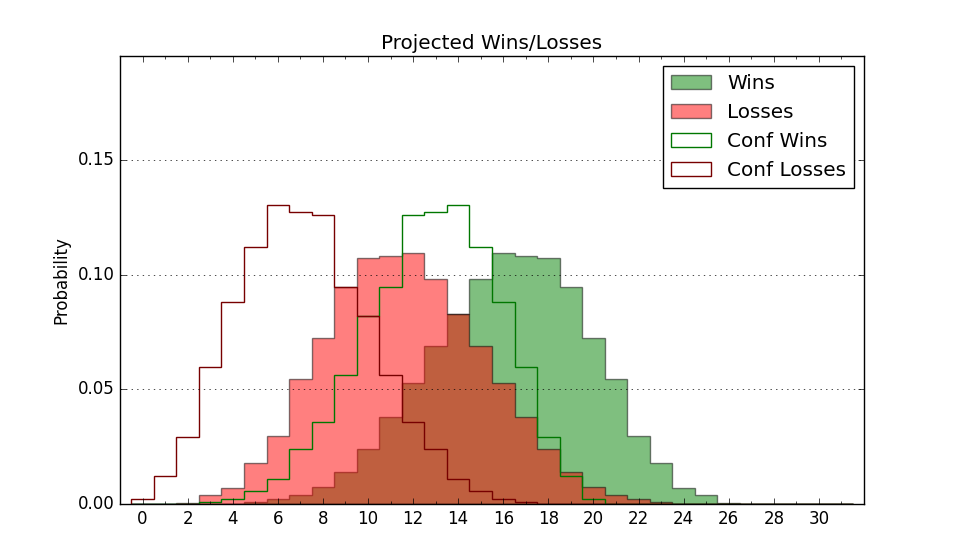 Projected Wins/Losses
Wins
Losses
Conf Wins
Conf Losses
Probability
0.15
0.10
0.05
0.00
0 2 4 6 8 10 12 14 16 18 20 22 24 26 28 30